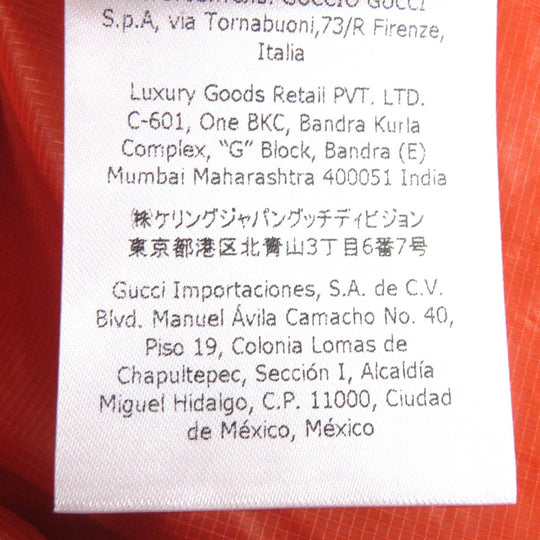 GUCCIO GUCCI
S.p.A, via Tornabuoni,73/R Firenze,
Italia
Luxury Goods Retail PVT. LTD.
C-601, One BKC, Bandra Kurla
Complex, "G" Block, Bandra (E)
Mumbai Maharashtra 400051 India
㈱ケリングジャパングッチディビジョン
東京都港区北青山3丁目6番7号
Gucci Importaciones, S.A. de C.V.
Blvd. Manuel Ávila Camacho No. 40,
Piso 19, Colonia Lomas de
Chapultepec, Sección I, Alcaldía
Miguel Hidalgo, C.P. 11000, Ciudad
de México, México